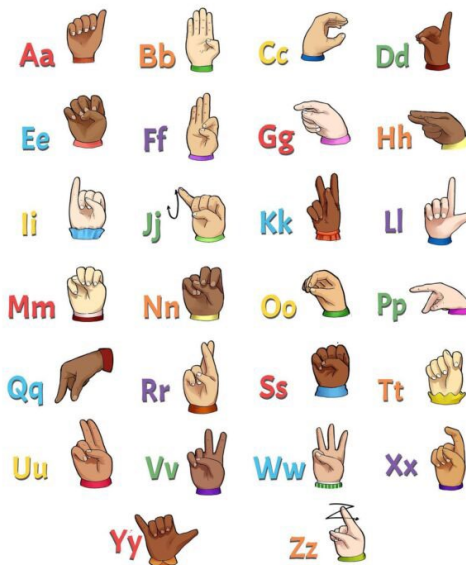 Aa Bb Cc Dd
Ee Ff Gg Hh
Ii Jj Kk Ll
Mm Nn Oo Pp
Qq Rr Ss Tt
Uu Vv Ww Xx
Yy Zz